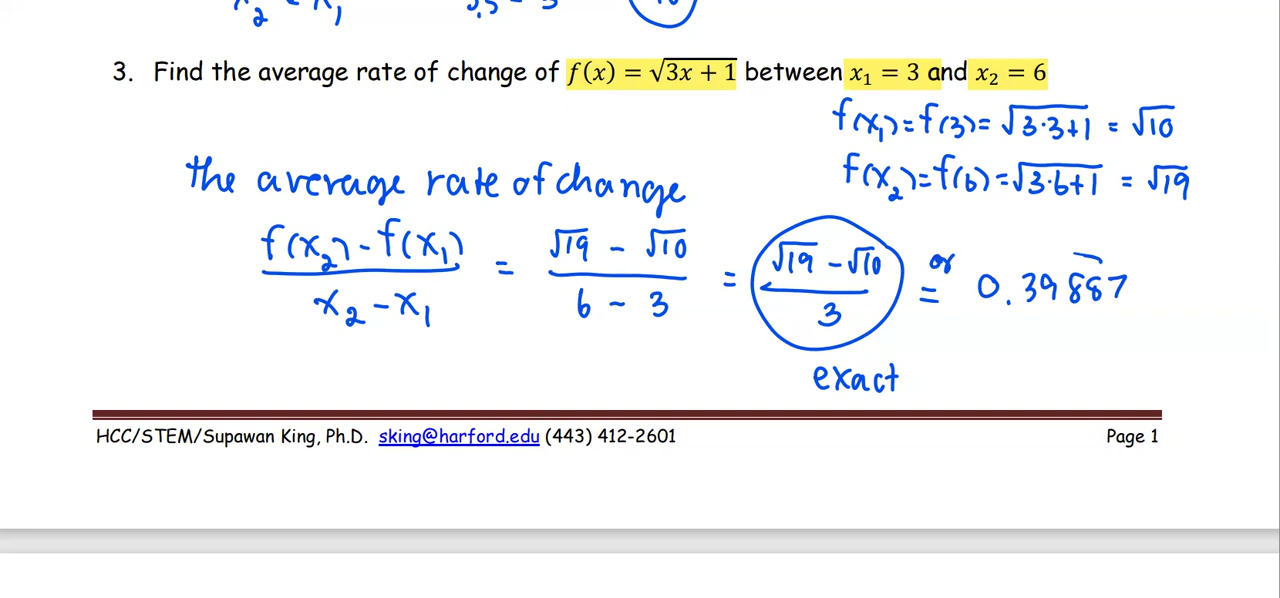 3. Find the average rate of change of f(x) = √3x + 1 between x₁ = 3 and x₂ = 6
f(x₁) = f(3) = √3·3+1 = √10
f(x₂) = f(6) = √3·6+1 = √19
the average rate of change
f(x₂) - f(x₁) / x₂ - x₁ = √19 - √10 / 6 - 3 = √19 - √10 / 3 or = 0.39887
exact
HCC/STEM/Supawan King, Ph.D. sking@harford.edu (443) 412-2601 Page 1